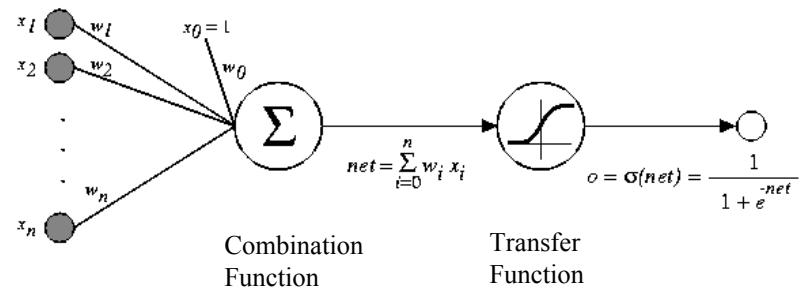 x1 w1
x0 = 1
x2 w2 w0
Σ
net = Σ i=0 n wi xi
wn
o = σ(net) = 1 / 1 + e -net
xn
Combination
Function
Transfer
Function